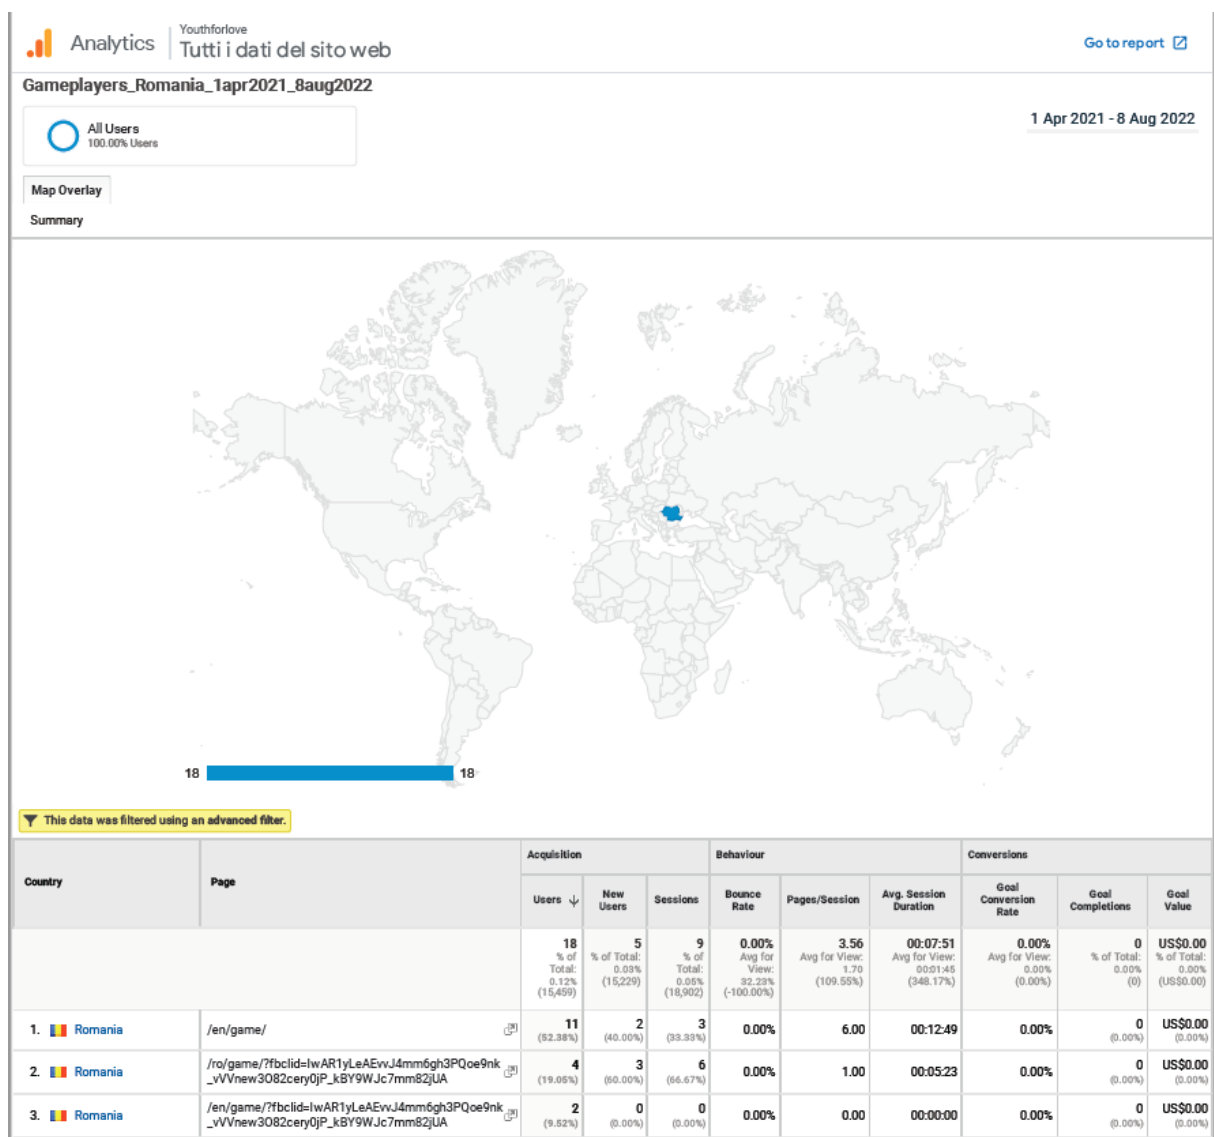 Analytics
Youthforlove
Tutti i dati del sito web
Go to report
Gameplayers_Romania_1apr2021_8aug2022
All Users
100.00% Users
1 Apr 2021 - 8 Aug 2022
Map Overlay
Summary
18 18
This data was filtered using an advanced filter.
Country Page Acquisition Behaviour Conversions
Users New Users Sessions Bounce Rate Pages/Session Avg. Session Duration Goal Conversion Rate Goal Completions Goal Value
18 5 9 0.00% 3.56 00:07:51 0.00% 0 US$0.00
% of Total: 0.12% (15,459) % of Total: 0.03% (15,229) % of Total: 0.05% (18,902) Avg for View: 32.23% (-100.00%) Avg for View: 1.70 (109.55%) Avg for View: 00:01:45 (348.17%) Avg for View: 0.00% (0.00%) % of Total: 0.00% (0) % of Total: 0.00% (US$0.00)
1. Romania /en/game/ 11 (52.38%) 2 (40.00%) 3 (33.33%) 0.00% 6.00 00:12:49 0.00% 0 (0.00%) US$0.00 (0.00%)
2. Romania /ro/game/?fbclid=IwAR1yLeAEvvJ4mm6gh3PQoe9nk
_vVVnew3O82cery0jP_kBY9WJc7mm82jUA 4 (19.05%) 3 (60.00%) 6 (66.67%) 0.00% 1.00 00:05:23 0.00% 0 (0.00%) US$0.00 (0.00%)
3. Romania /en/game/?fbclid=IwAR1yLeAEvvJ4mm6gh3PQoe9nk
_vVVnew3O82cery0jP_kBY9WJc7mm82jUA 2 (9.52%) 0 (0.00%) 0 (0.00%) 0.00% 0.00 00:00:00 0.00% 0 (0.00%) US$0.00 (0.00%)